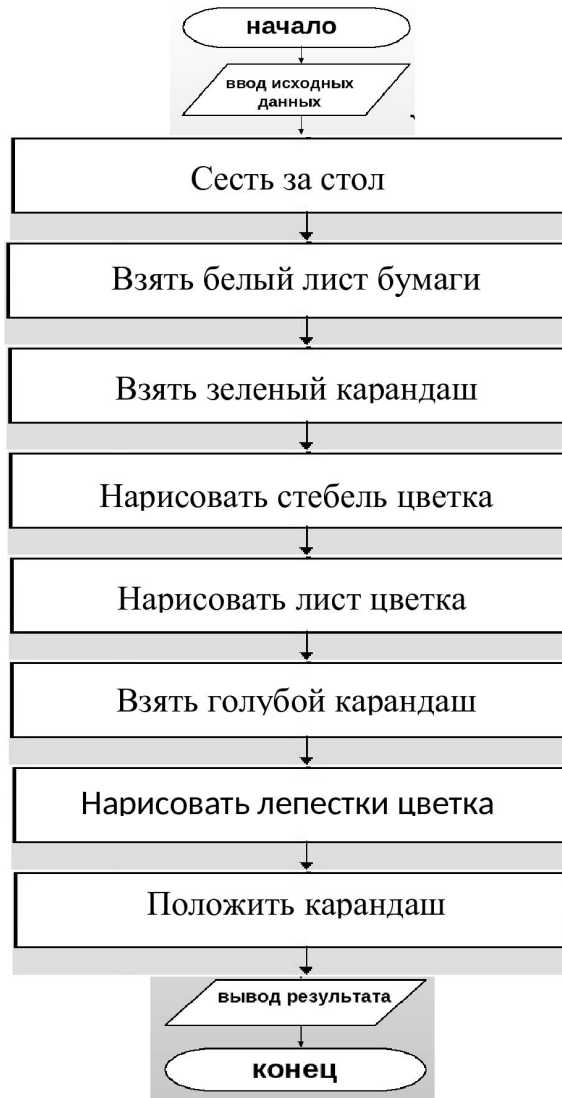 начало
ввод исходных
данных
Сесть за стол
Взять белый лист бумаги
Взять зеленый карандаш
Нарисовать стебель цветка
Нарисовать лист цветка
Взять голубой карандаш
Нарисовать лепестки цветка
Положить карандаш
вывод результата
конец